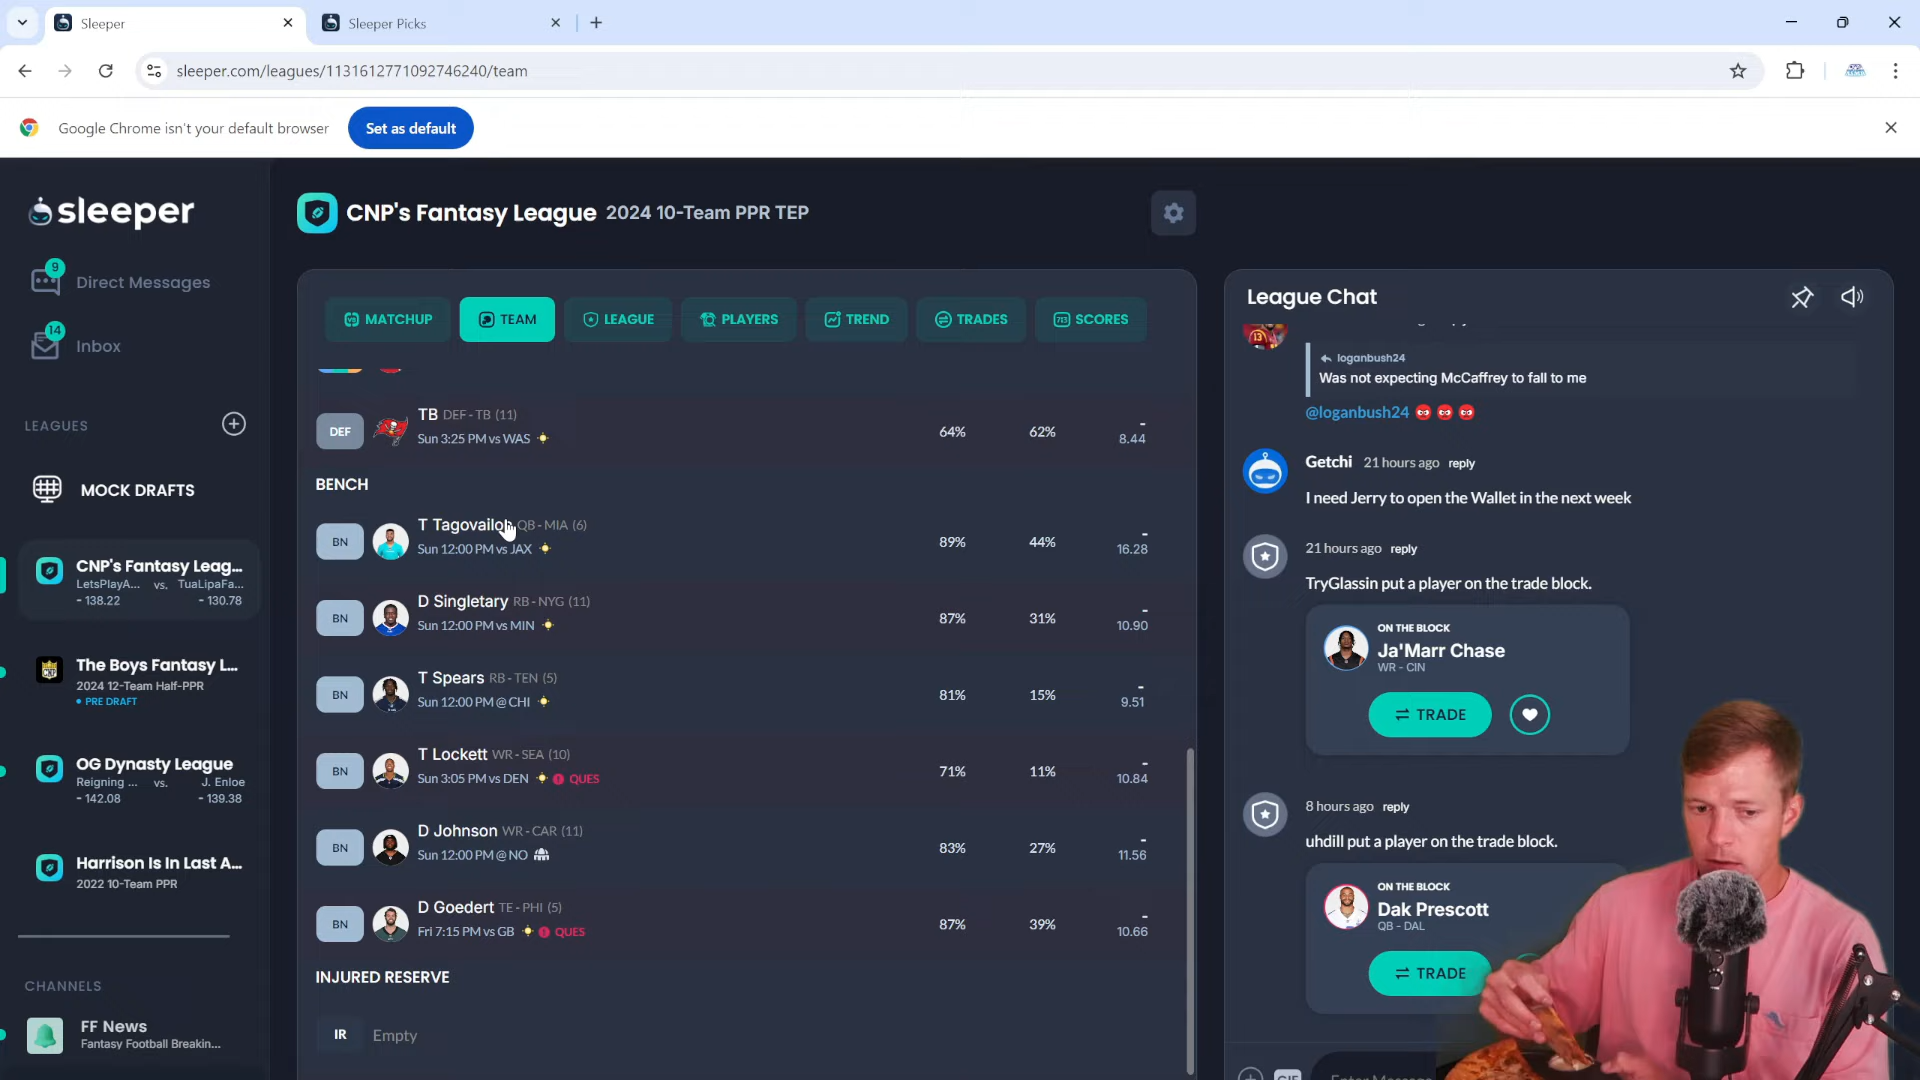 Sleeper
Sleeper Picks
sleeper.com/leagues/1131612771092746240/team
Google Chrome isn't your default browser
Set as default
sleeper
9
Direct Messages
14
Inbox
LEAGUES
MOCK DRAFTS
CNP's Fantasy Leag...
LetsPlayA... vs. TuaLipaFa...
- 138.22 - 130.78
The Boys Fantasy L...
2024 12-Team Half-PPR
PRE DRAFT
OG Dynasty League
Reigning ... vs. J. Enloe
- 142.08 - 139.38
Harrison Is In Last A...
2022 10-Team PPR
CHANNELS
FF News
Fantasy Football Breakin...
CNP's Fantasy League 2024 10-Team PPR TEP
MATCHUP TEAM LEAGUE PLAYERS TREND TRADES SCORES
DEF TB DEF - TB (11)
Sun 3:25 PM vs WAS
64% 62% - 8.44
BENCH
BN T Tagovailoa QB - MIA (6)
Sun 12:00 PM vs JAX
89% 44% - 16.28
BN D Singletary RB - NYG (11)
Sun 12:00 PM vs MIN
87% 31% - 10.90
BN T Spears RB - TEN (5)
Sun 12:00 PM @ CHI
81% 15% - 9.51
BN T Lockett WR - SEA (10)
Sun 3:05 PM vs DEN QUES
71% 11% - 10.84
BN D Johnson WR - CAR (11)
Sun 12:00 PM @ NO
83% 27% - 11.56
BN D Goedert TE - PHI (5)
Fri 7:15 PM vs GB QUES
87% 39% - 10.66
INJURED RESERVE
IR Empty
League Chat
loganbush24
Was not expecting McCaffrey to fall to me
@loganbush24
Getchi 21 hours ago reply
I need Jerry to open the Wallet in the next week
21 hours ago reply
TryGlassin put a player on the trade block.
ON THE BLOCK
Ja'Marr Chase
WR - CIN
TRADE
8 hours ago reply
uhdill put a player on the trade block.
ON THE BLOCK
Dak Prescott
QB - DAL
TRADE